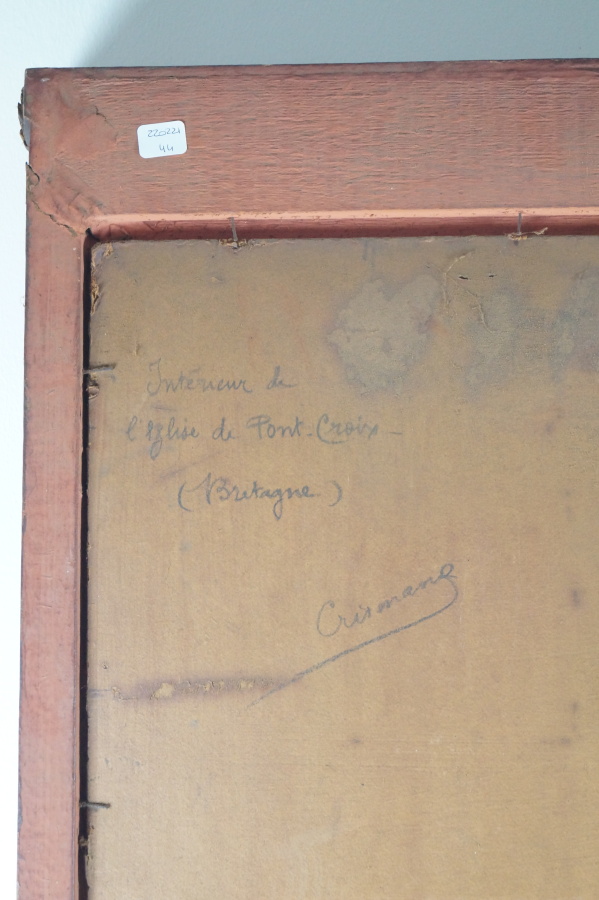 220221
44
Intérieur de
l'Eglise de Pont-Croix-
(Bretagne)
Crismane